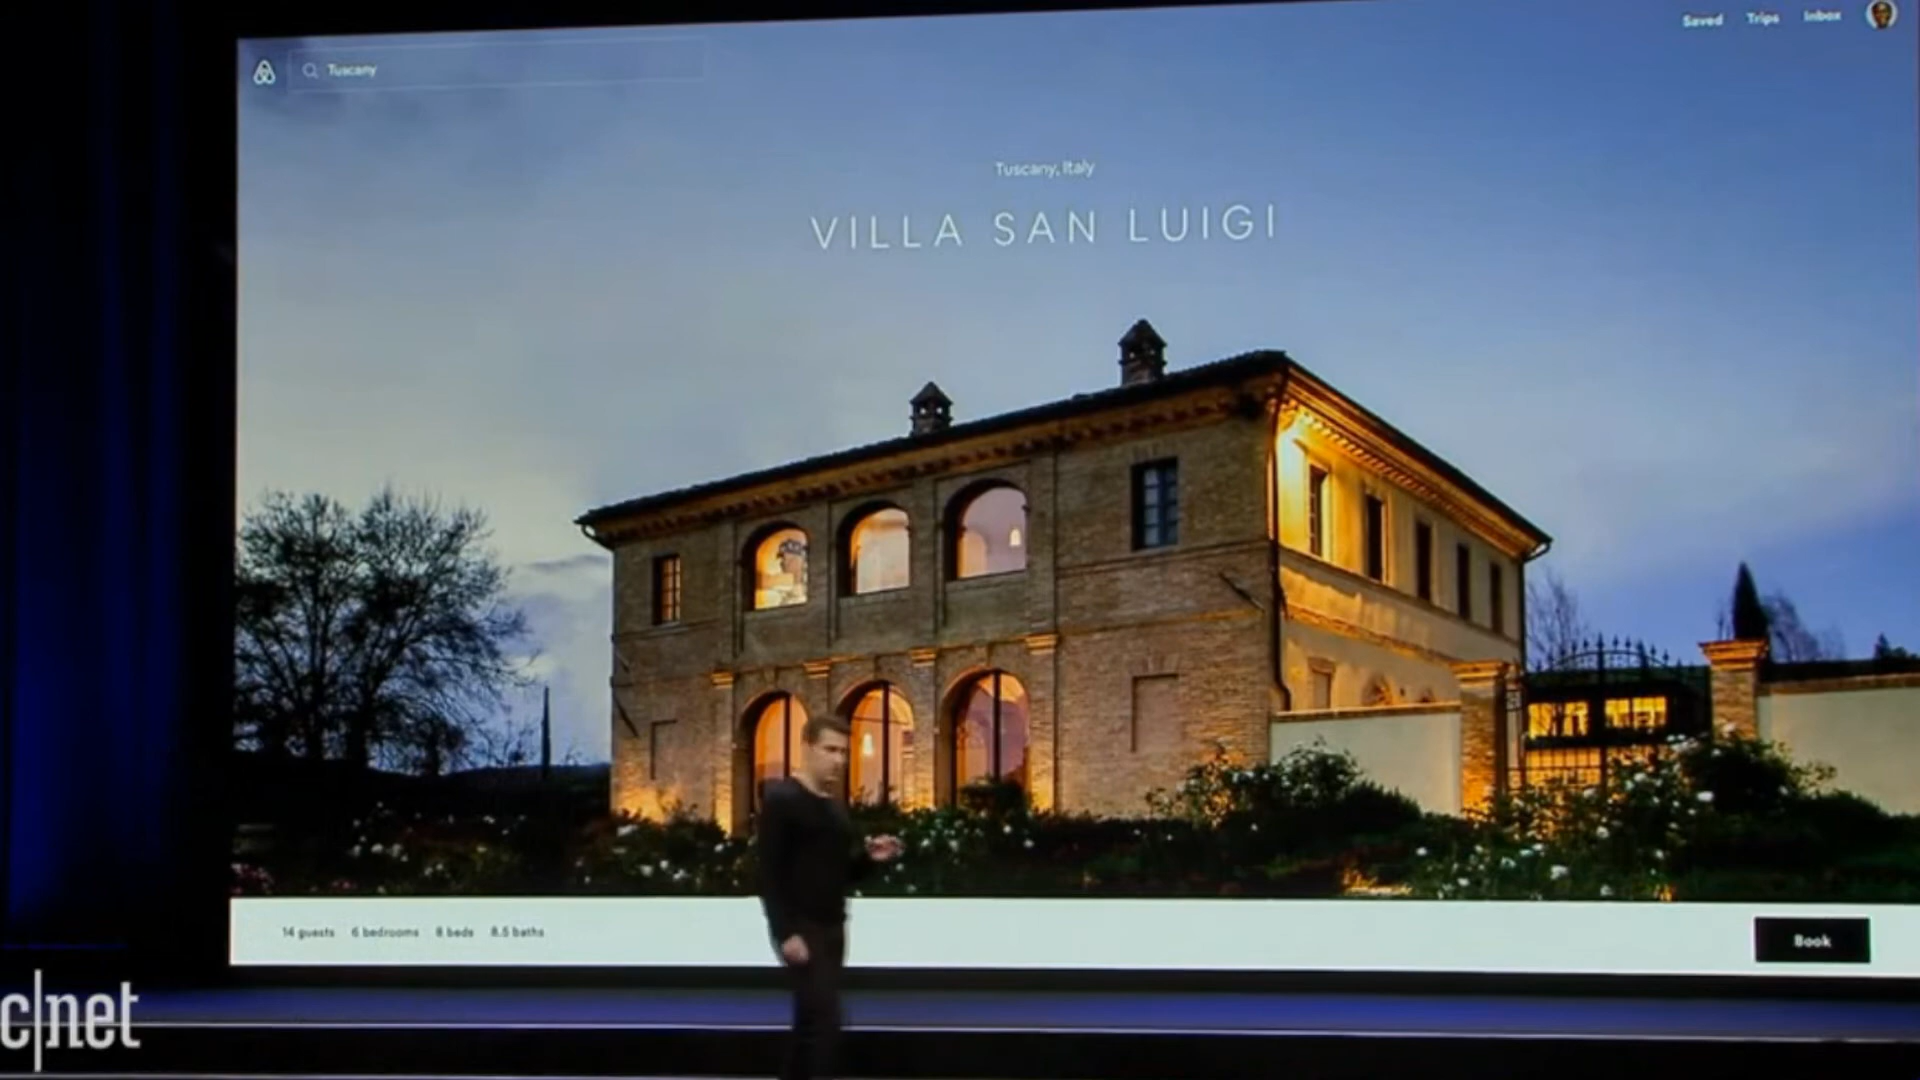 Tuscany
Saved Trips Inbox
Tuscany, Italy
VILLA SAN LUIGI
14 guests 6 bedrooms 8 beds 8.5 baths
Book
c|net